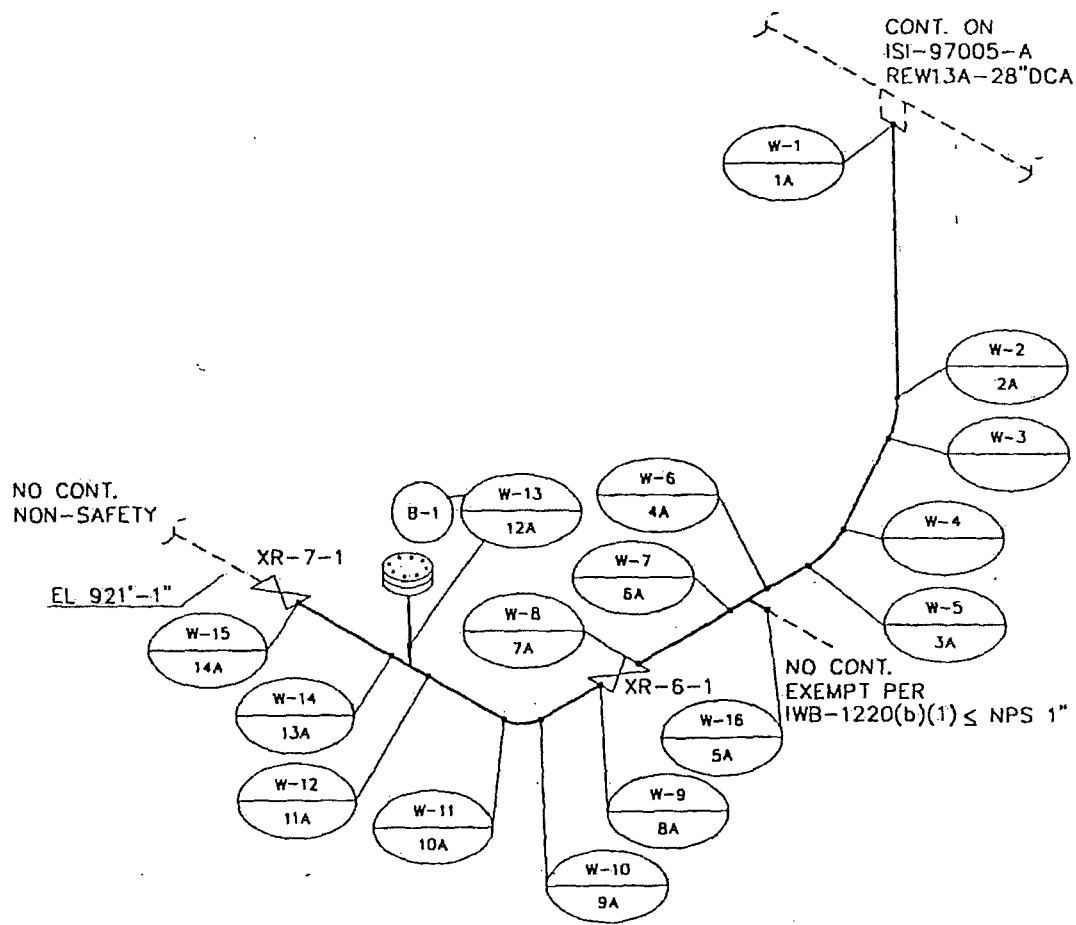 CONT. ON
ISI-97005-A
REW13A-28"DCA
W-1
1A
W-2
2A
W-3
W-4
W-5
3A
W-6
4A
W-13
12A
B-1
NO CONT.
NON-SAFETY
XR-7-1
EL 921'-1"
W-7
6A
W-8
7A
W-15
14A
XR-6-1
NO CONT.
EXEMPT PER
IWB-1220(b)(1) ≤ NPS 1"
W-14
13A
W-16
5A
W-12
11A
W-11
10A
W-9
8A
W-10
9A